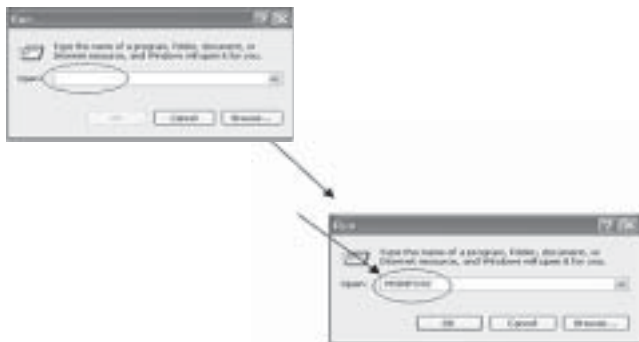 Run
Type the name of a program, folder, document, or
Internet resource, and Windows will open it for you.
Open:
OK Cancel Browse...
Run
Type the name of a program, folder, document, or
Internet resource, and Windows will open it for you.
Open:
OK Cancel Browse...